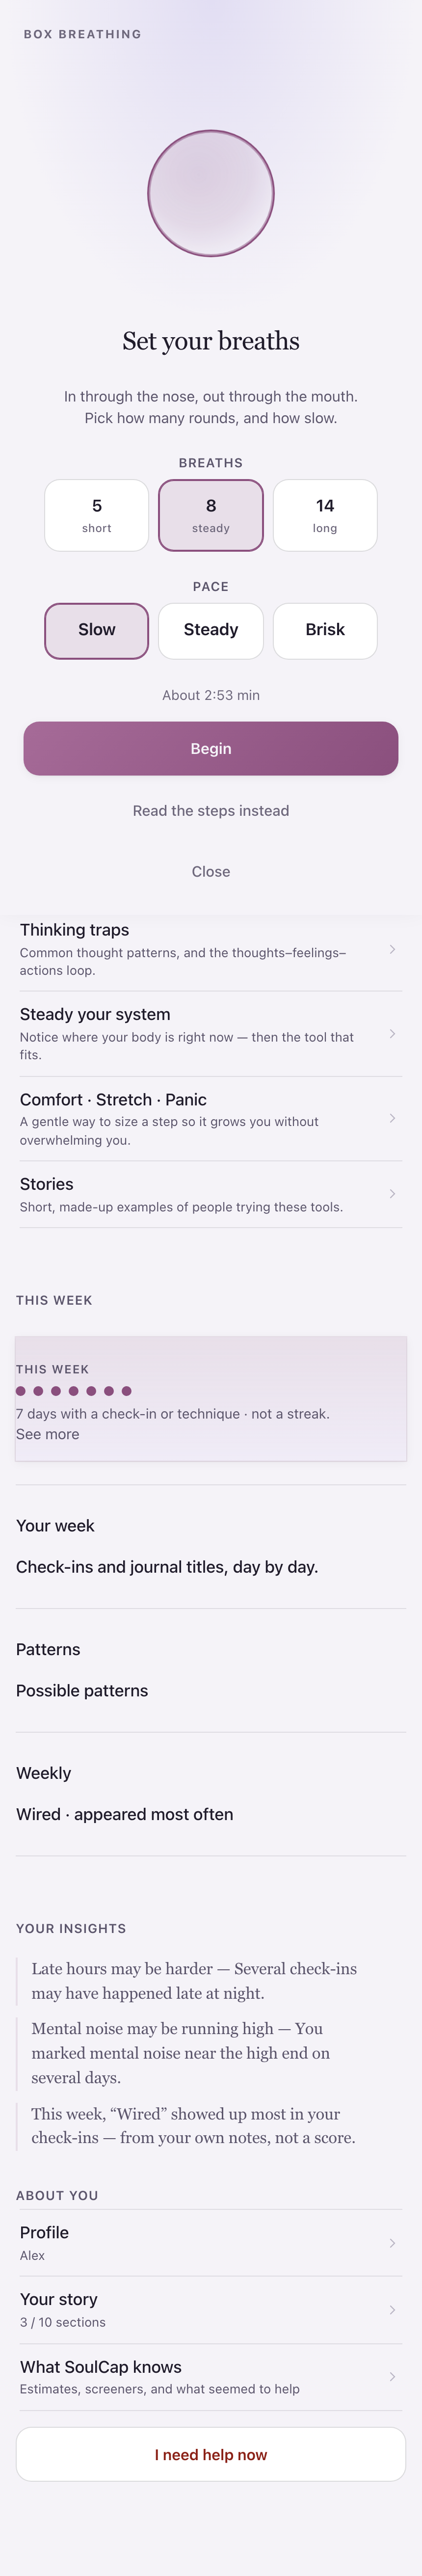 BOX BREATHING
Set your breaths
In through the nose, out through the mouth.
Pick how many rounds, and how slow.
BREATHS
5
short
8
steady
14
long
PACE
Slow
Steady
Brisk
About 2:53 min
Begin
Read the steps instead
Close
Thinking traps
Common thought patterns, and the thoughts–feelings–
actions loop.
Steady your system
Notice where your body is right now — then the tool that
fits.
Comfort · Stretch · Panic
A gentle way to size a step so it grows you without
overwhelming you.
Stories
Short, made-up examples of people trying these tools.
THIS WEEK
THIS WEEK
7 days with a check-in or technique · not a streak.
See more
Your week
Check-ins and journal titles, day by day.
Patterns
Possible patterns
Weekly
Wired · appeared most often
YOUR INSIGHTS
Late hours may be harder — Several check-ins
may have happened late at night.
Mental noise may be running high — You
marked mental noise near the high end on
several days.
This week, “Wired” showed up most in your
check-ins — from your own notes, not a score.
ABOUT YOU
Profile
Alex
Your story
3 / 10 sections
What SoulCap knows
Estimates, screeners, and what seemed to help
I need help now